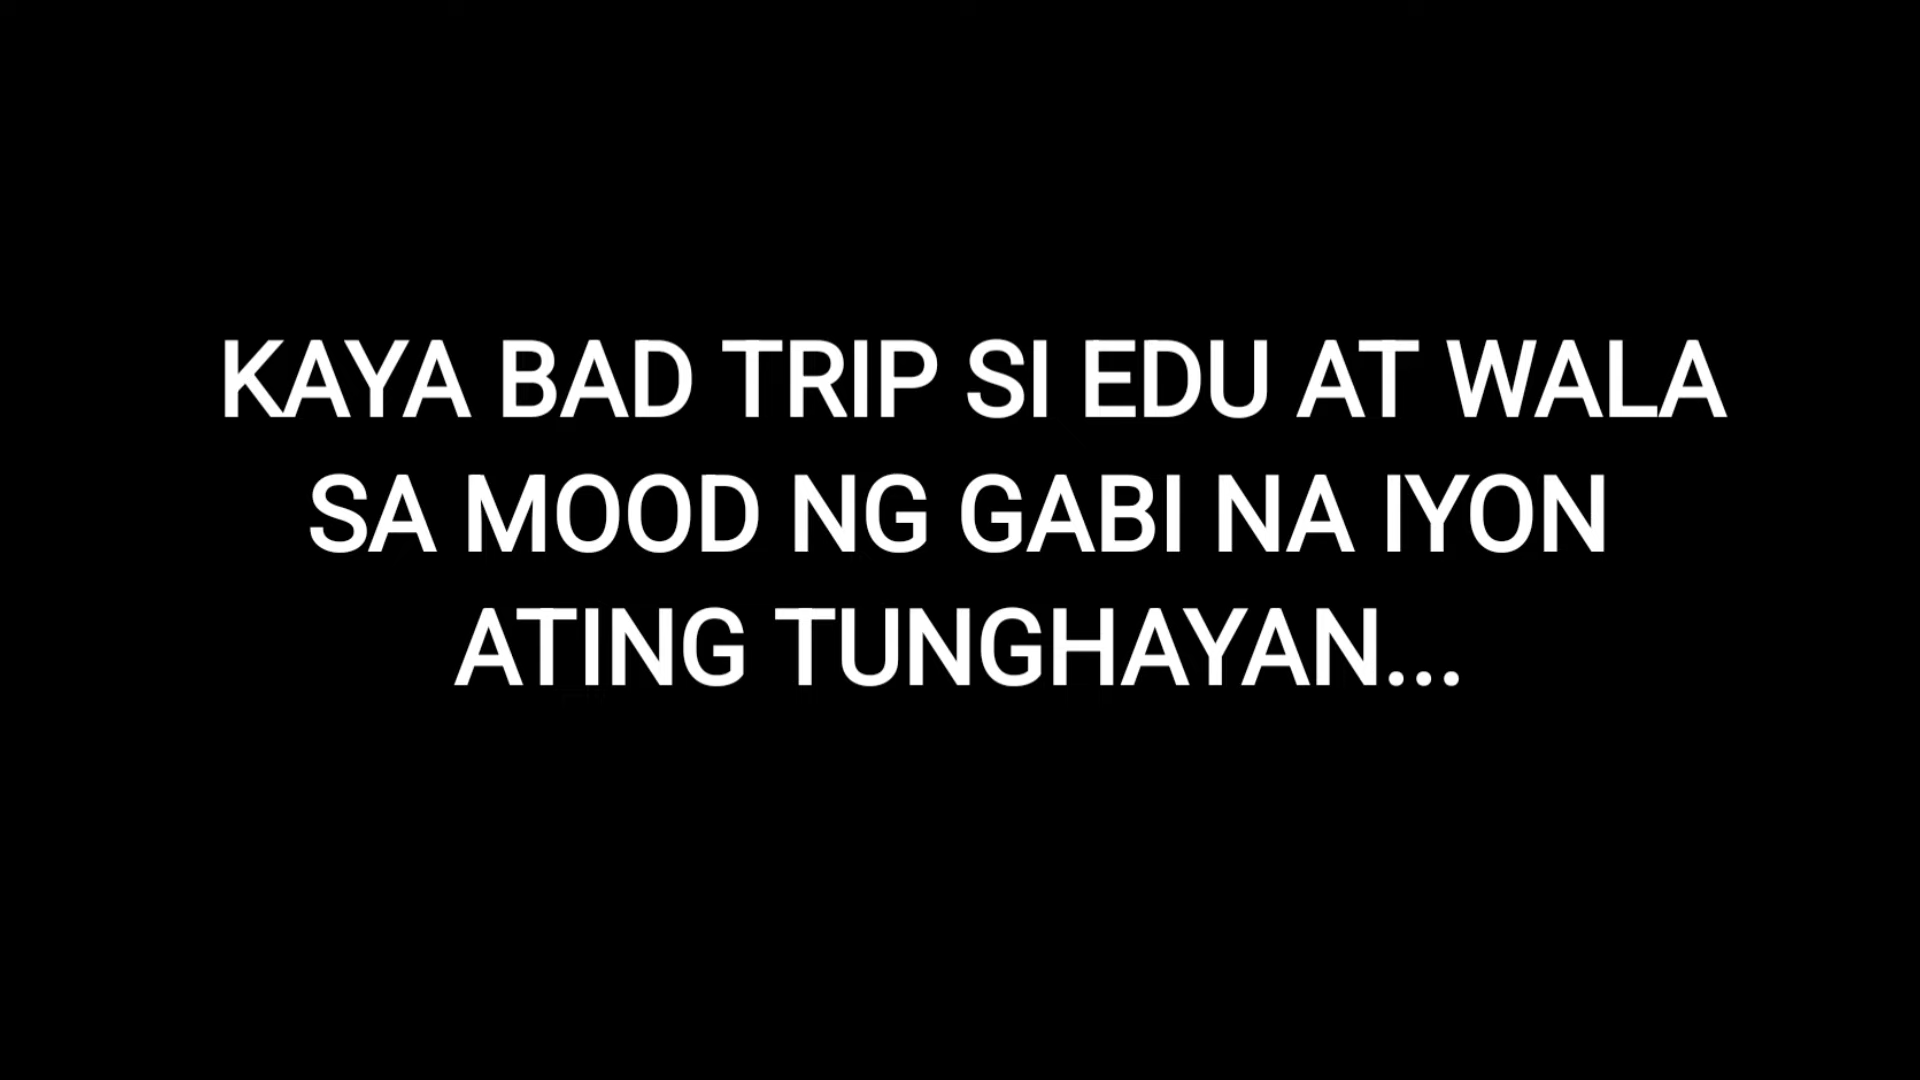 KAYA BAD TRIP SI EDU AT WALA
SA MOOD NG GABI NA IYON
ATING TUNGHAYAN...